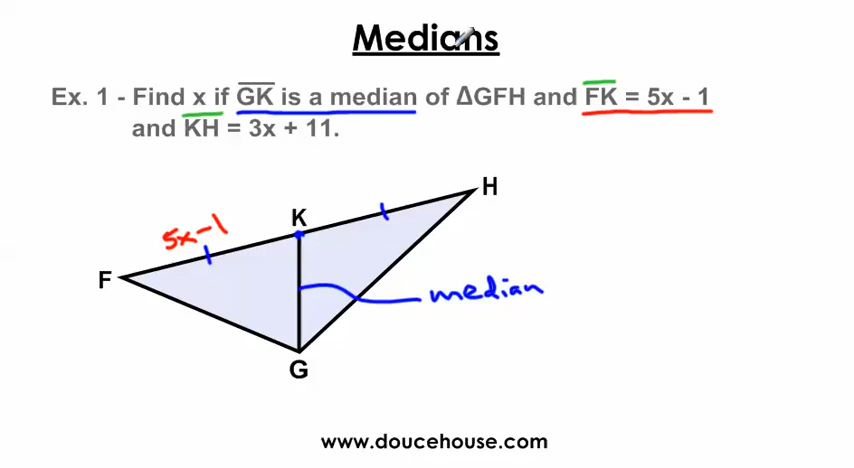 Medians
Ex. 1 - Find x if GK is a median of ΔGFH and FK = 5x - 1
and KH = 3x + 11.
H
K
5x-1
F
median
G
www.doucehouse.com